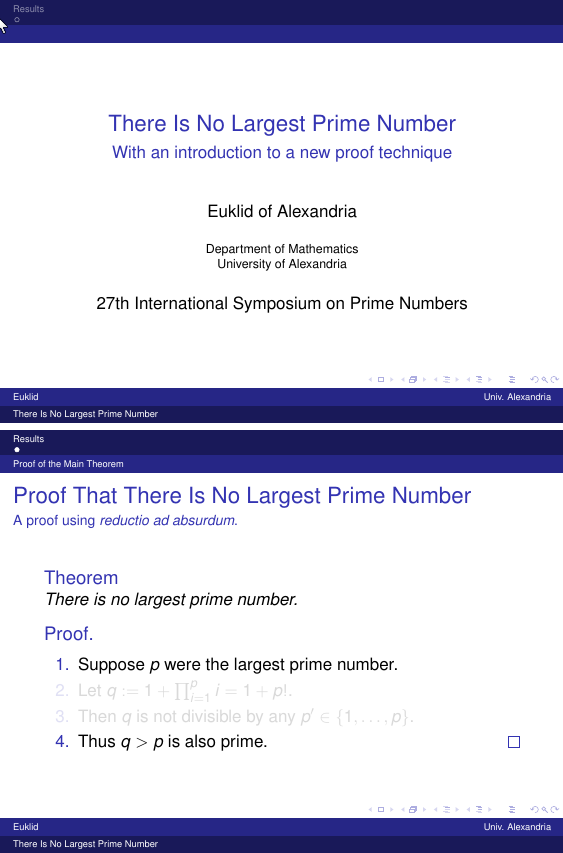 Results
There Is No Largest Prime Number
With an introduction to a new proof technique
Euklid of Alexandria
Department of Mathematics
University of Alexandria
27th International Symposium on Prime Numbers
Euklid Univ. Alexandria
There Is No Largest Prime Number
Results
Proof of the Main Theorem
Proof That There Is No Largest Prime Number
A proof using reductio ad absurdum.
Theorem
There is no largest prime number.
Proof.
1. Suppose p were the largest prime number.
2. Let q := 1 + ∏_{i=1}^{p} i = 1 + p!.
3. Then q is not divisible by any p′ ∈ {1, . . . , p}.
4. Thus q > p is also prime.
Euklid Univ. Alexandria
There Is No Largest Prime Number